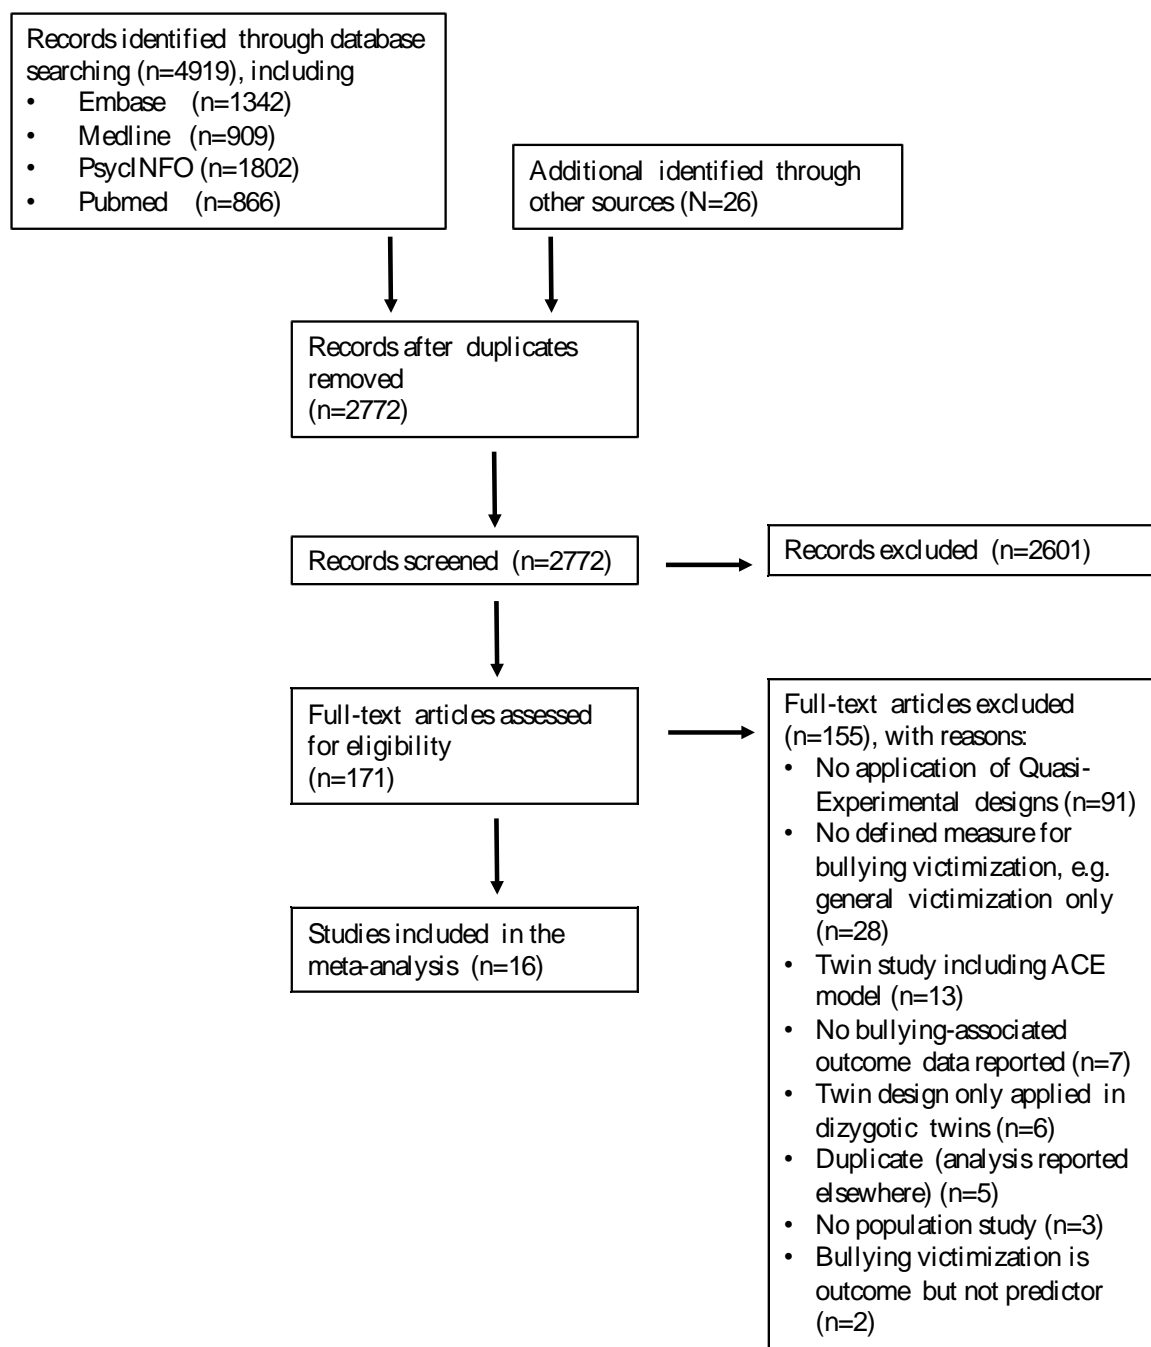 Records identified through database
searching (n=4919), including
• Embase (n=1342)
• Medline (n=909)
• PsycINFO (n=1802)
• Pubmed (n=866)
Additional identified through
other sources (N=26)
Records after duplicates
removed
(n=2772)
Records screened (n=2772)
Records excluded (n=2601)
Full-text articles assessed
for eligibility
(n=171)
Full-text articles excluded
(n=155), with reasons:
• No application of Quasi-
Experimental designs (n=91)
• No defined measure for
bullying victimization, e.g.
general victimization only
(n=28)
• Twin study including ACE
model (n=13)
• No bullying-associated
outcome data reported (n=7)
• Twin design only applied in
dizygotic twins (n=6)
• Duplicate (analysis reported
elsewhere) (n=5)
• No population study (n=3)
• Bullying victimization is
outcome but not predictor
(n=2)
Studies included in the
meta-analysis (n=16)